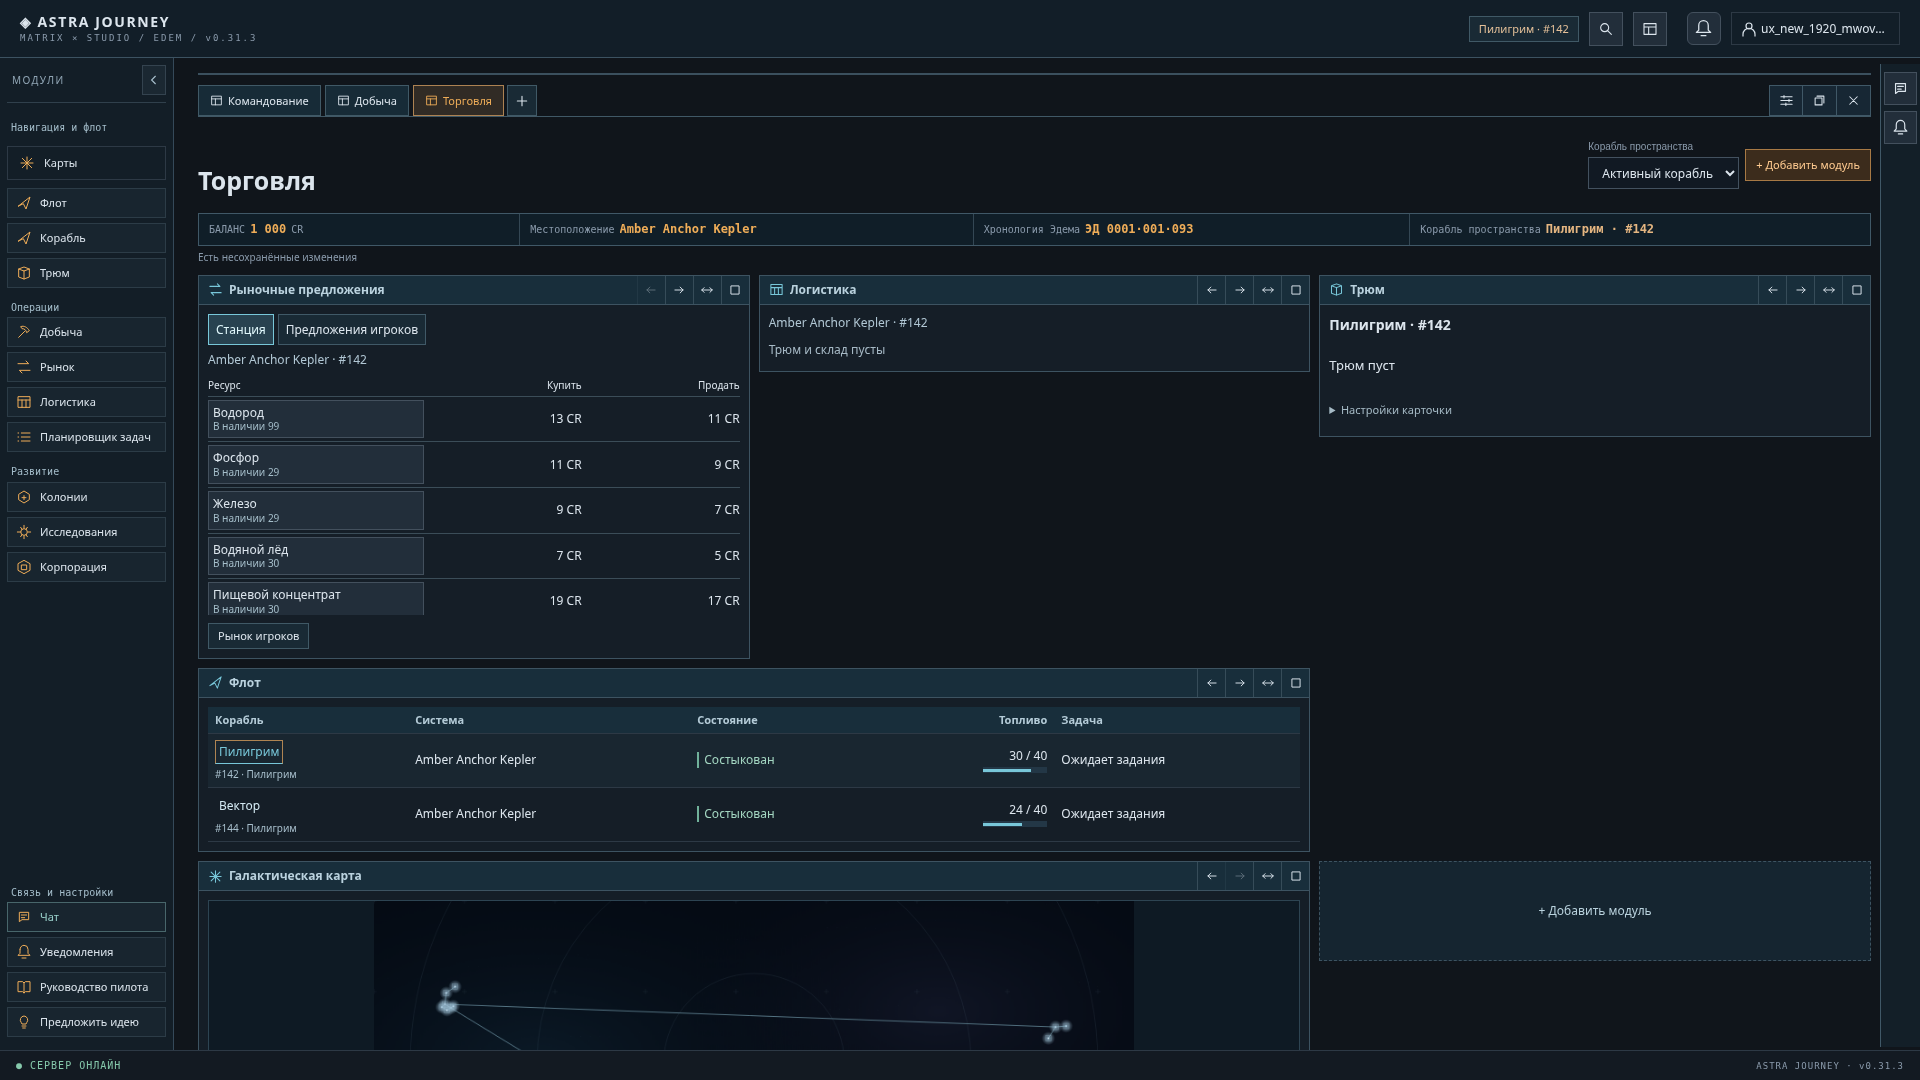 ◈ ASTRA JOURNEY
MATRIX × STUDIO / EDEM / v0.31.3
Пилигрим · #142
ux_new_1920_mwov...
МОДУЛИ
Навигация и флот
Карты
Флот
Корабль
Трюм
Операции
Добыча
Рынок
Логистика
Планировщик задач
Развитие
Колонии
Исследования
Корпорация
Связь и настройки
Чат
Уведомления
Руководство пилота
Предложить идею
Командование
Добыча
Торговля
Торговля
Корабль пространства
Активный корабль
+ Добавить модуль
БАЛАНС 1 000 CR
Местоположение Amber Anchor Kepler
Хронология Эдема ЭД 0001·001·093
Корабль пространства Пилигрим · #142
Есть несохранённые изменения
Рыночные предложения
Станция
Предложения игроков
Amber Anchor Kepler · #142
Ресурс Купить Продать
Водород
В наличии 99
13 CR 11 CR
Фосфор
В наличии 29
11 CR 9 CR
Железо
В наличии 29
9 CR 7 CR
Водяной лёд
В наличии 30
7 CR 5 CR
Пищевой концентрат
В наличии 30
19 CR 17 CR
Рынок игроков
Логистика
Amber Anchor Kepler · #142
Трюм и склад пусты
Трюм
Пилигрим · #142
Трюм пуст
▶ Настройки карточки
Флот
Корабль Система Состояние Топливо Задача
Пилигрим
#142 · Пилигрим
Amber Anchor Kepler Состыкован 30 / 40 Ожидает задания
Вектор
#144 · Пилигрим
Amber Anchor Kepler Состыкован 24 / 40 Ожидает задания
Галактическая карта
+ Добавить модуль
● СЕРВЕР ОНЛАЙН
ASTRA JOURNEY · v0.31.3